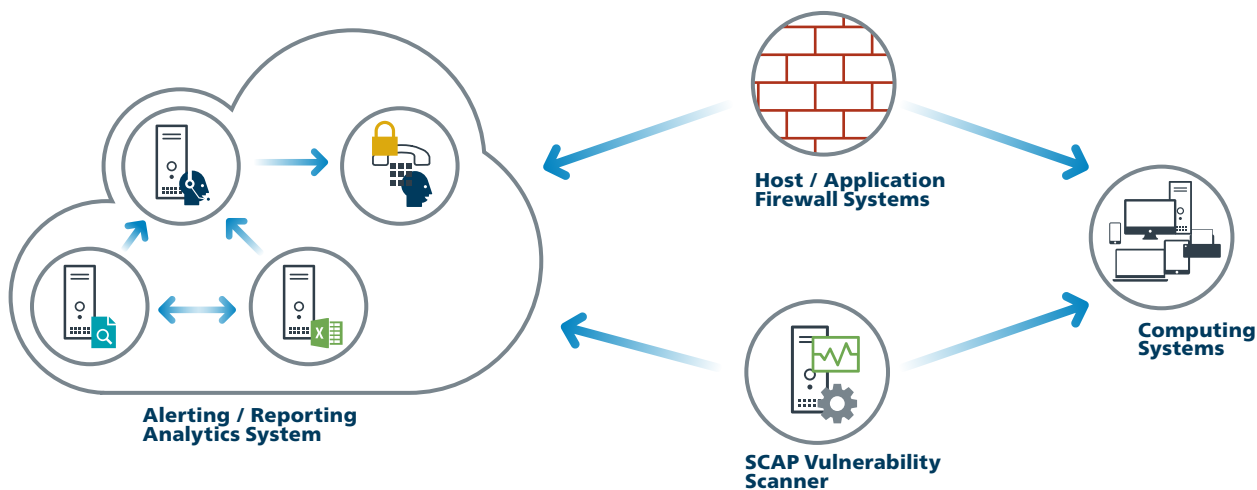 Host / Application
Firewall Systems
Computing
Systems
Alerting / Reporting
Analytics System
SCAP Vulnerability
Scanner
X